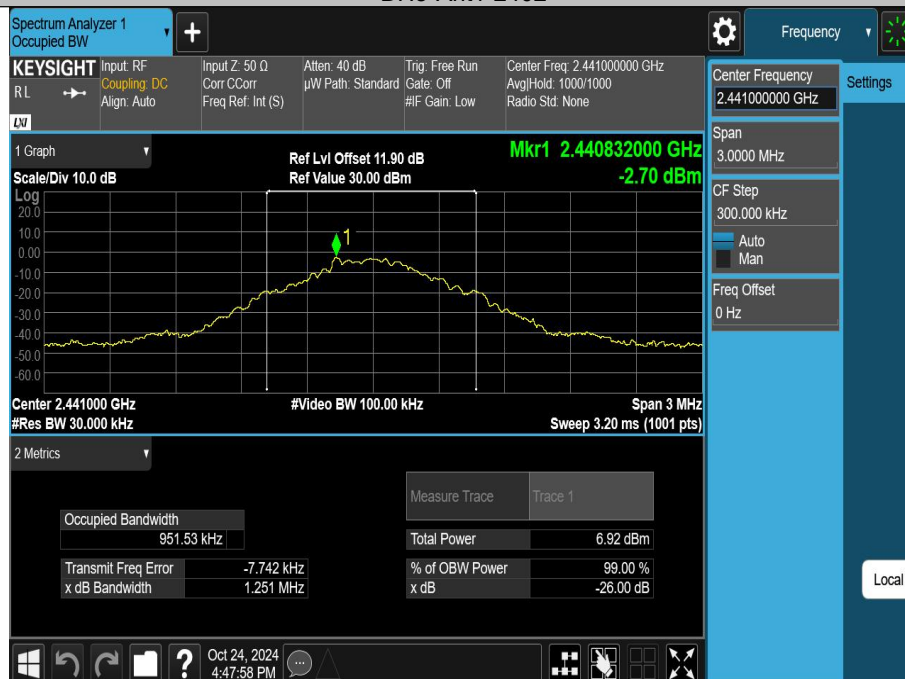 Spectrum Analyzer 1
Occupied BW
Frequency
KEYSIGHT
RL
LXI
Input: RF
Coupling: DC
Align: Auto
Input Z: 50 Ω
Corr CCorr
Freq Ref: Int (S)
Atten: 40 dB
µW Path: Standard
Trig: Free Run
Gate: Off
#IF Gain: Low
Center Freq: 2.441000000 GHz
Avg|Hold: 1000/1000
Radio Std: None
Center Frequency
2.441000000 GHz
Settings
Span
3.0000 MHz
CF Step
300.000 kHz
Auto
Man
Freq Offset
0 Hz
Local
1 Graph
Scale/Div 10.0 dB
Ref Lvl Offset 11.90 dB
Ref Value 30.00 dBm
Mkr1 2.440832000 GHz
-2.70 dBm
Log
20.0
10.0
0.00
-10.0
-20.0
-30.0
-40.0
-50.0
-60.0
1
Center 2.441000 GHz
#Res BW 30.000 kHz
#Video BW 100.00 kHz
Span 3 MHz
Sweep 3.20 ms (1001 pts)
2 Metrics
Measure Trace
Trace 1
Occupied Bandwidth
951.53 kHz
Total Power
6.92 dBm
Transmit Freq Error
-7.742 kHz
% of OBW Power
99.00 %
x dB Bandwidth
1.251 MHz
x dB
-26.00 dB
?
Oct 24, 2024
4:47:58 PM